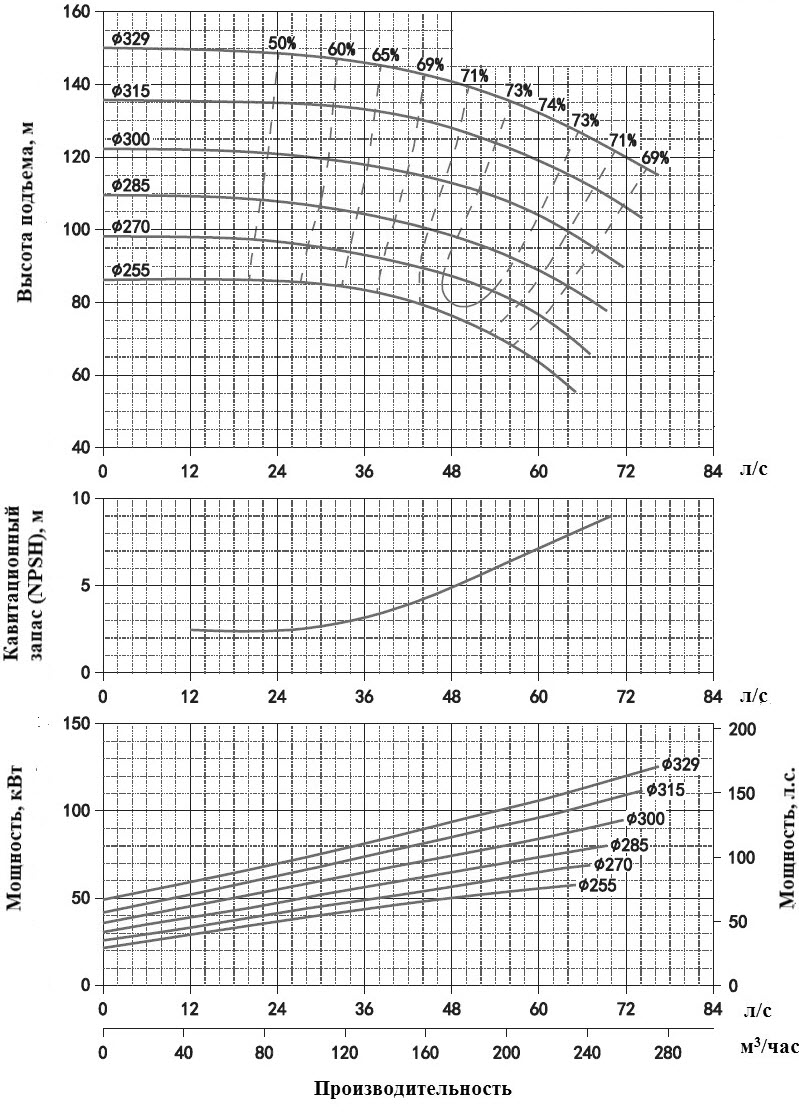 160
140
120
100
80
60
40
Высота подъема, м
ϕ329
ϕ315
ϕ300
ϕ285
ϕ270
ϕ255
50%
60%
65%
69%
71%
73%
74%
73%
71%
69%
0 12 24 36 48 60 72 84 л/с
10
5
0
Кавитационный
запас (NPSH), м
0 12 24 36 48 60 72 84 л/с
150
100
50
0
Мощность, кВт
ϕ329
ϕ315
ϕ300
ϕ285
ϕ270
ϕ255
200
150
100
50
0
Мощность, л.с.
0 12 24 36 48 60 72 84 л/с
0 40 80 120 160 200 240 280 м³/час
Производительность